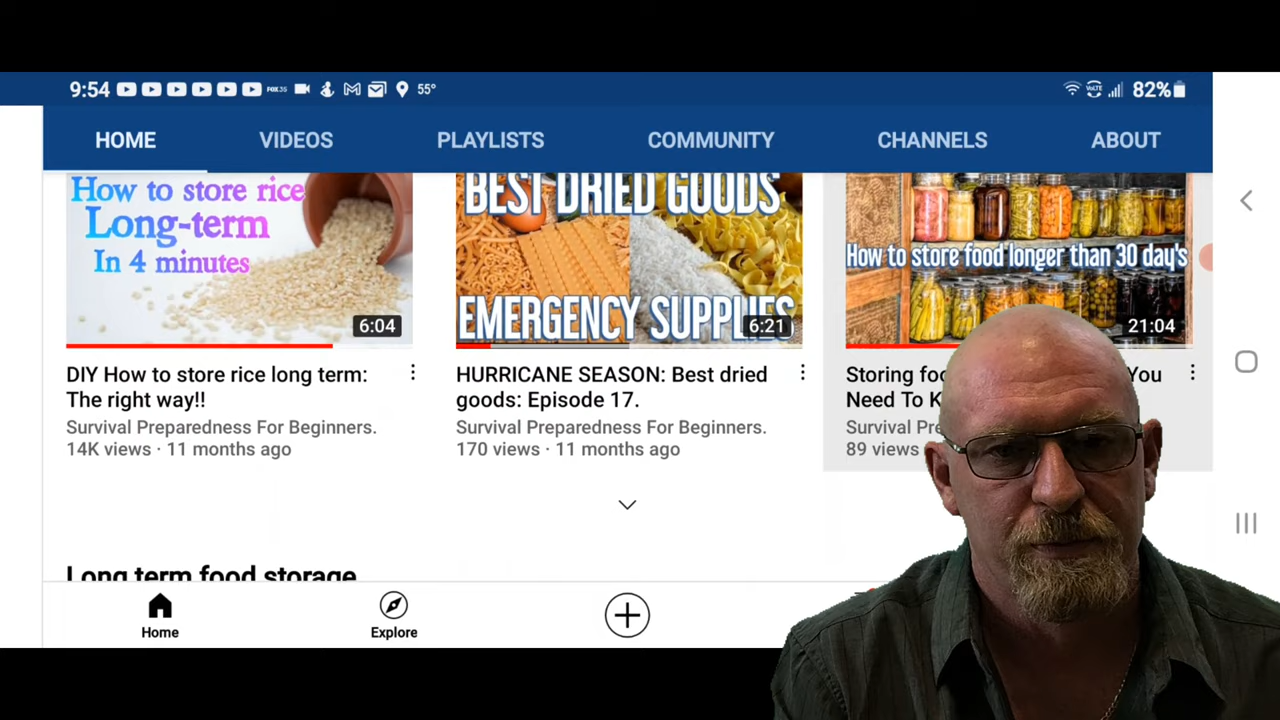 9:54 FOX 35 55° VoLTE 82%
HOME VIDEOS PLAYLISTS COMMUNITY CHANNELS ABOUT
How to store rice
Long-term
In 4 minutes
6:04
BEST DRIED GOODS
EMERGENCY SUPPLIES
6:21
How to store food longer than 30 day's
21:04
DIY How to store rice long term:
The right way!!
Survival Preparedness For Beginners.
14K views · 11 months ago
HURRICANE SEASON: Best dried
goods: Episode 17.
Survival Preparedness For Beginners.
170 views · 11 months ago
Storing You
Need To
Survival
89 views
Long term food storage
Home
Explore